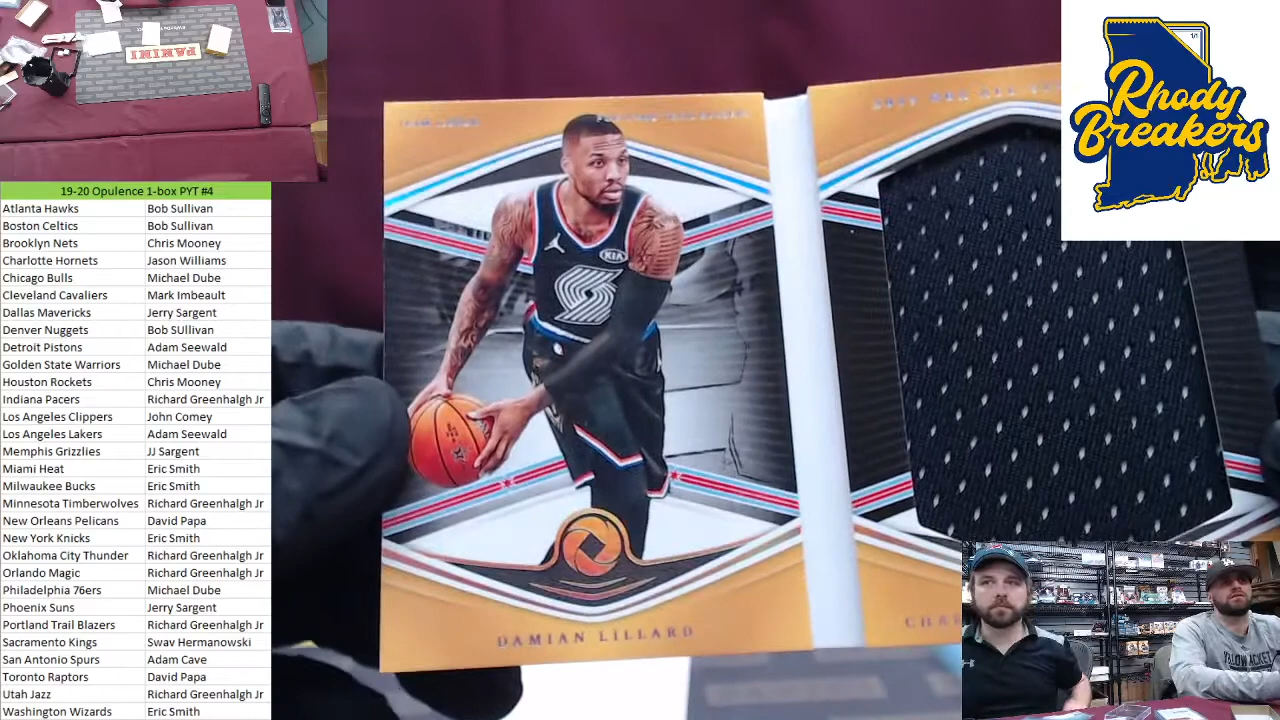 PANINI
Rhody
Breakers
1/1
19-20 Opulence 1-box PYT #4
Atlanta Hawks Bob Sullivan
Boston Celtics Bob Sullivan
Brooklyn Nets Chris Mooney
Charlotte Hornets Jason Williams
Chicago Bulls Michael Dube
Cleveland Cavaliers Mark Imbeault
Dallas Mavericks Jerry Sargent
Denver Nuggets Bob SUllivan
Detroit Pistons Adam Seewald
Golden State Warriors Michael Dube
Houston Rockets Chris Mooney
Indiana Pacers Richard Greenhalgh Jr
Los Angeles Clippers John Comey
Los Angeles Lakers Adam Seewald
Memphis Grizzlies JJ Sargent
Miami Heat Eric Smith
Milwaukee Bucks Eric Smith
Minnesota Timberwolves Richard Greenhalgh Jr
New Orleans Pelicans David Papa
New York Knicks Eric Smith
Oklahoma City Thunder Richard Greenhalgh Jr
Orlando Magic Richard Greenhalgh Jr
Philadelphia 76ers Michael Dube
Phoenix Suns Jerry Sargent
Portland Trail Blazers Richard Greenhalgh Jr
Sacramento Kings Swav Hermanowski
San Antonio Spurs Adam Cave
Toronto Raptors David Papa
Utah Jazz Richard Greenhalgh Jr
Washington Wizards Eric Smith
KIA
DAMIAN LILLARD